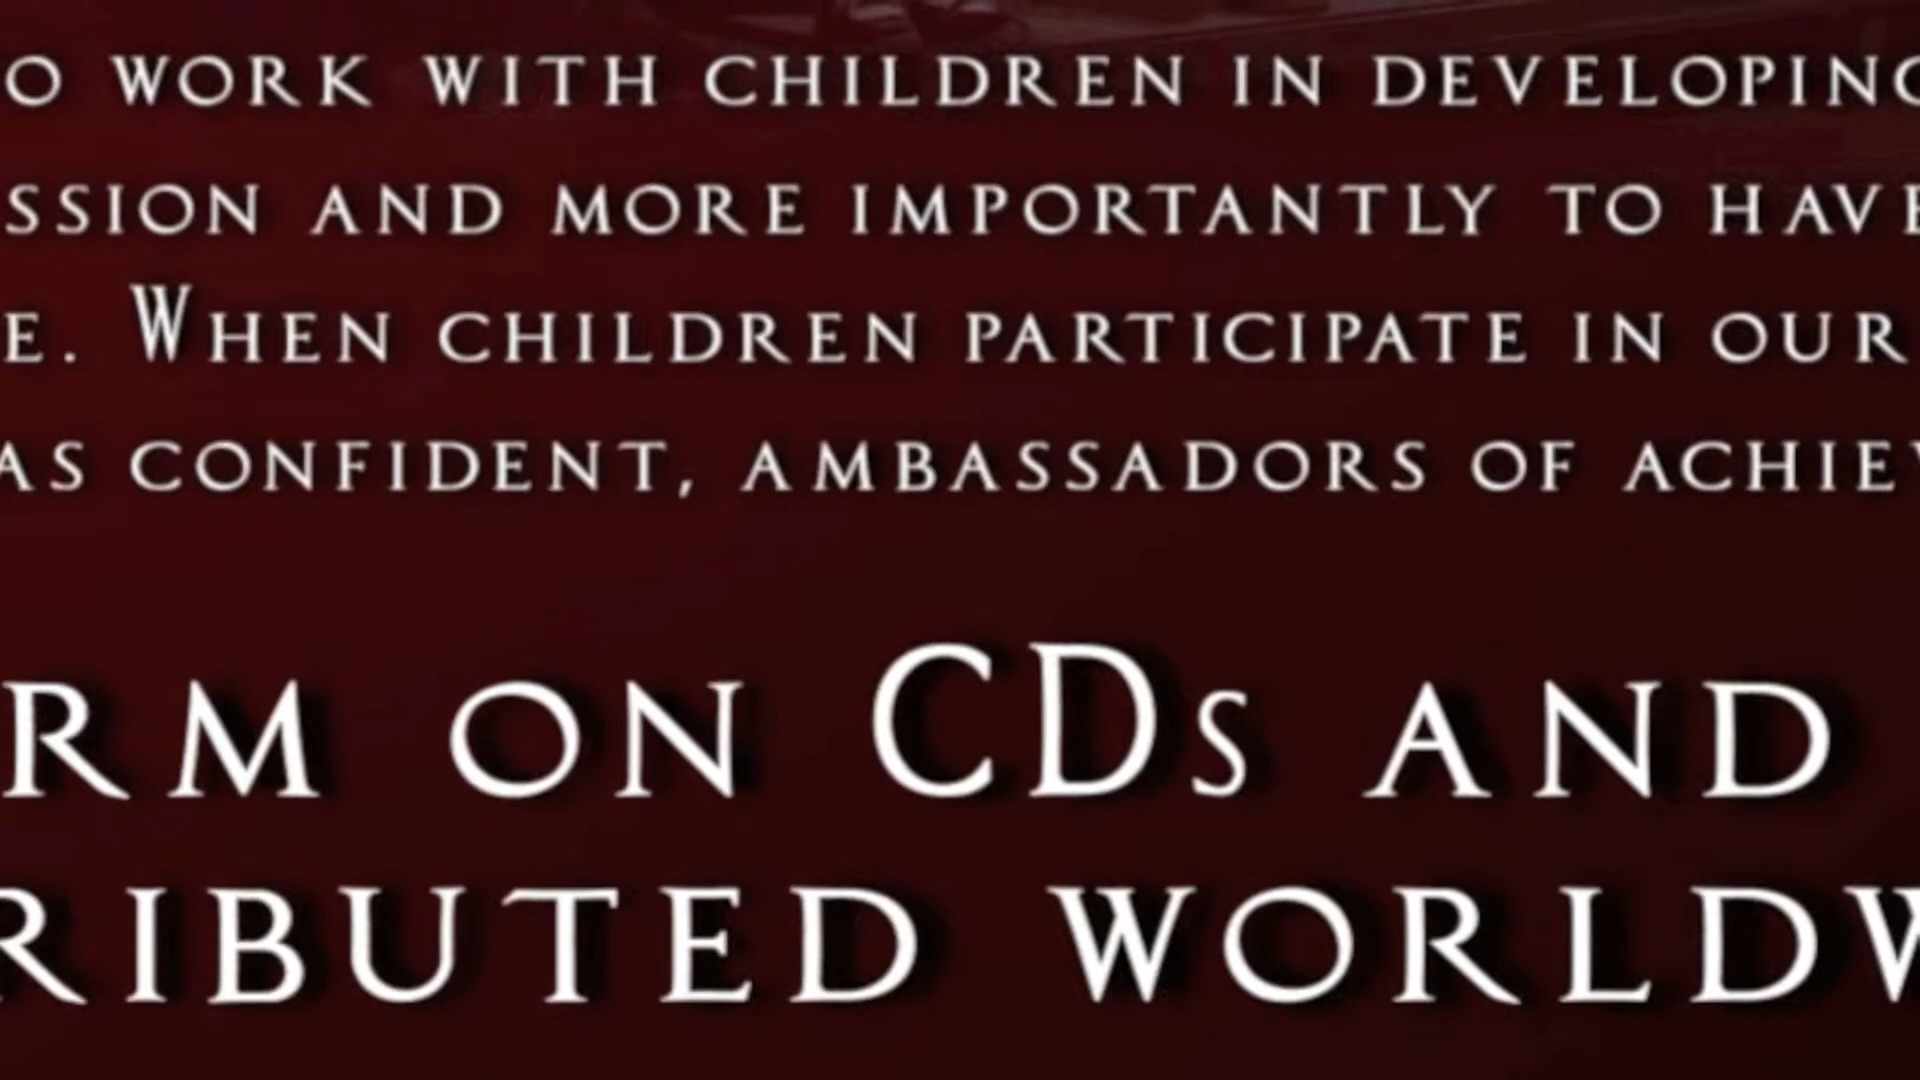 O WORK WITH CHILDREN IN DEVELOPING
SSION AND MORE IMPORTANTLY TO HAVE
E. WHEN CHILDREN PARTICIPATE IN OUR
AS CONFIDENT, AMBASSADORS OF ACHIEV
RM ON CDS AND
RIBUTED WORLDW